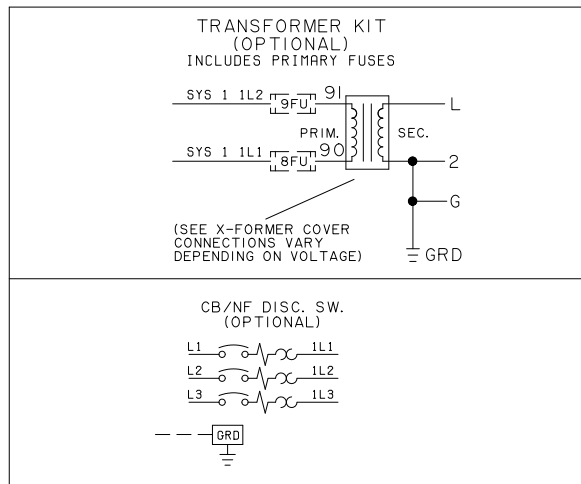 TRANSFORMER KIT
(OPTIONAL)
INCLUDES PRIMARY FUSES
SYS 1 1L2
9FU
91
L
PRIM.
SEC.
SYS 1 1L1
8FU
90
2
G
(SEE X-FORMER COVER
CONNECTIONS VARY
DEPENDING ON VOLTAGE)
GRD
CB/NF DISC. SW.
(OPTIONAL)
L1
1L1
L2
1L2
L3
1L3
GRD